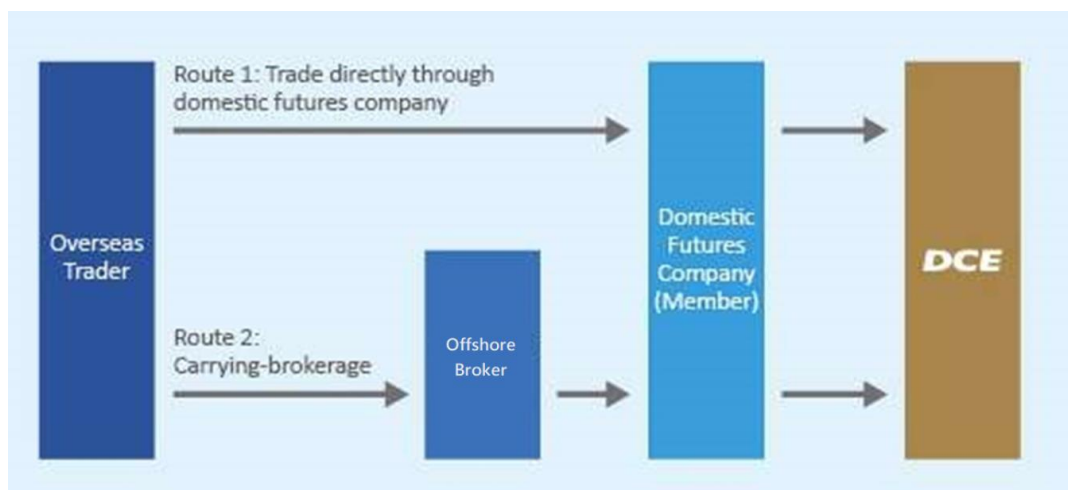 Route 1: Trade directly through
domestic futures company
Overseas
Trader
Domestic
Futures
Company
(Member)
DCE
Route 2:
Carrying-brokerage
Offshore
Broker